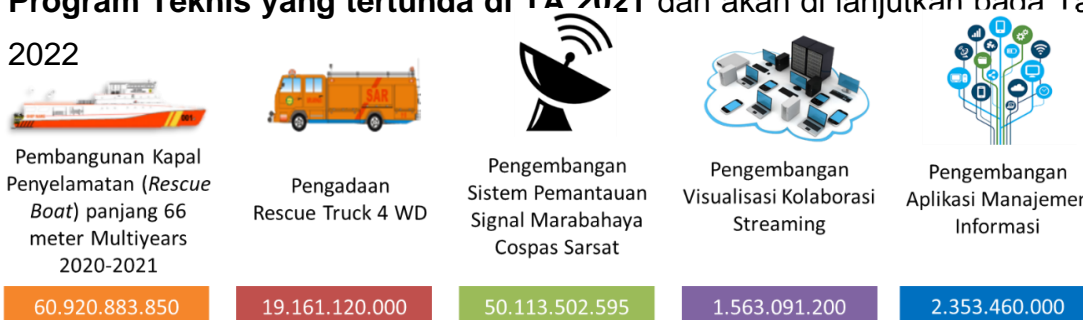 Program Teknis yang tertunda di TA 2021 dan akan di lanjutkan pada
2022
SAR
Pembangunan Kapal
Penyelamatan (Rescue
Boat) panjang 66
meter Multiyears
2020-2021
60.920.883.850
Pengadaan
Rescue Truck 4 WD
19.161.120.000
Pengembangan
Sistem Pemantauan
Signal Marabahaya
Cospas Sarsat
50.113.502.595
Pengembangan
Visualisasi Kolaborasi
Streaming
1.563.091.200
Pengembangan
Aplikasi Manajemen
Informasi
2.353.460.000